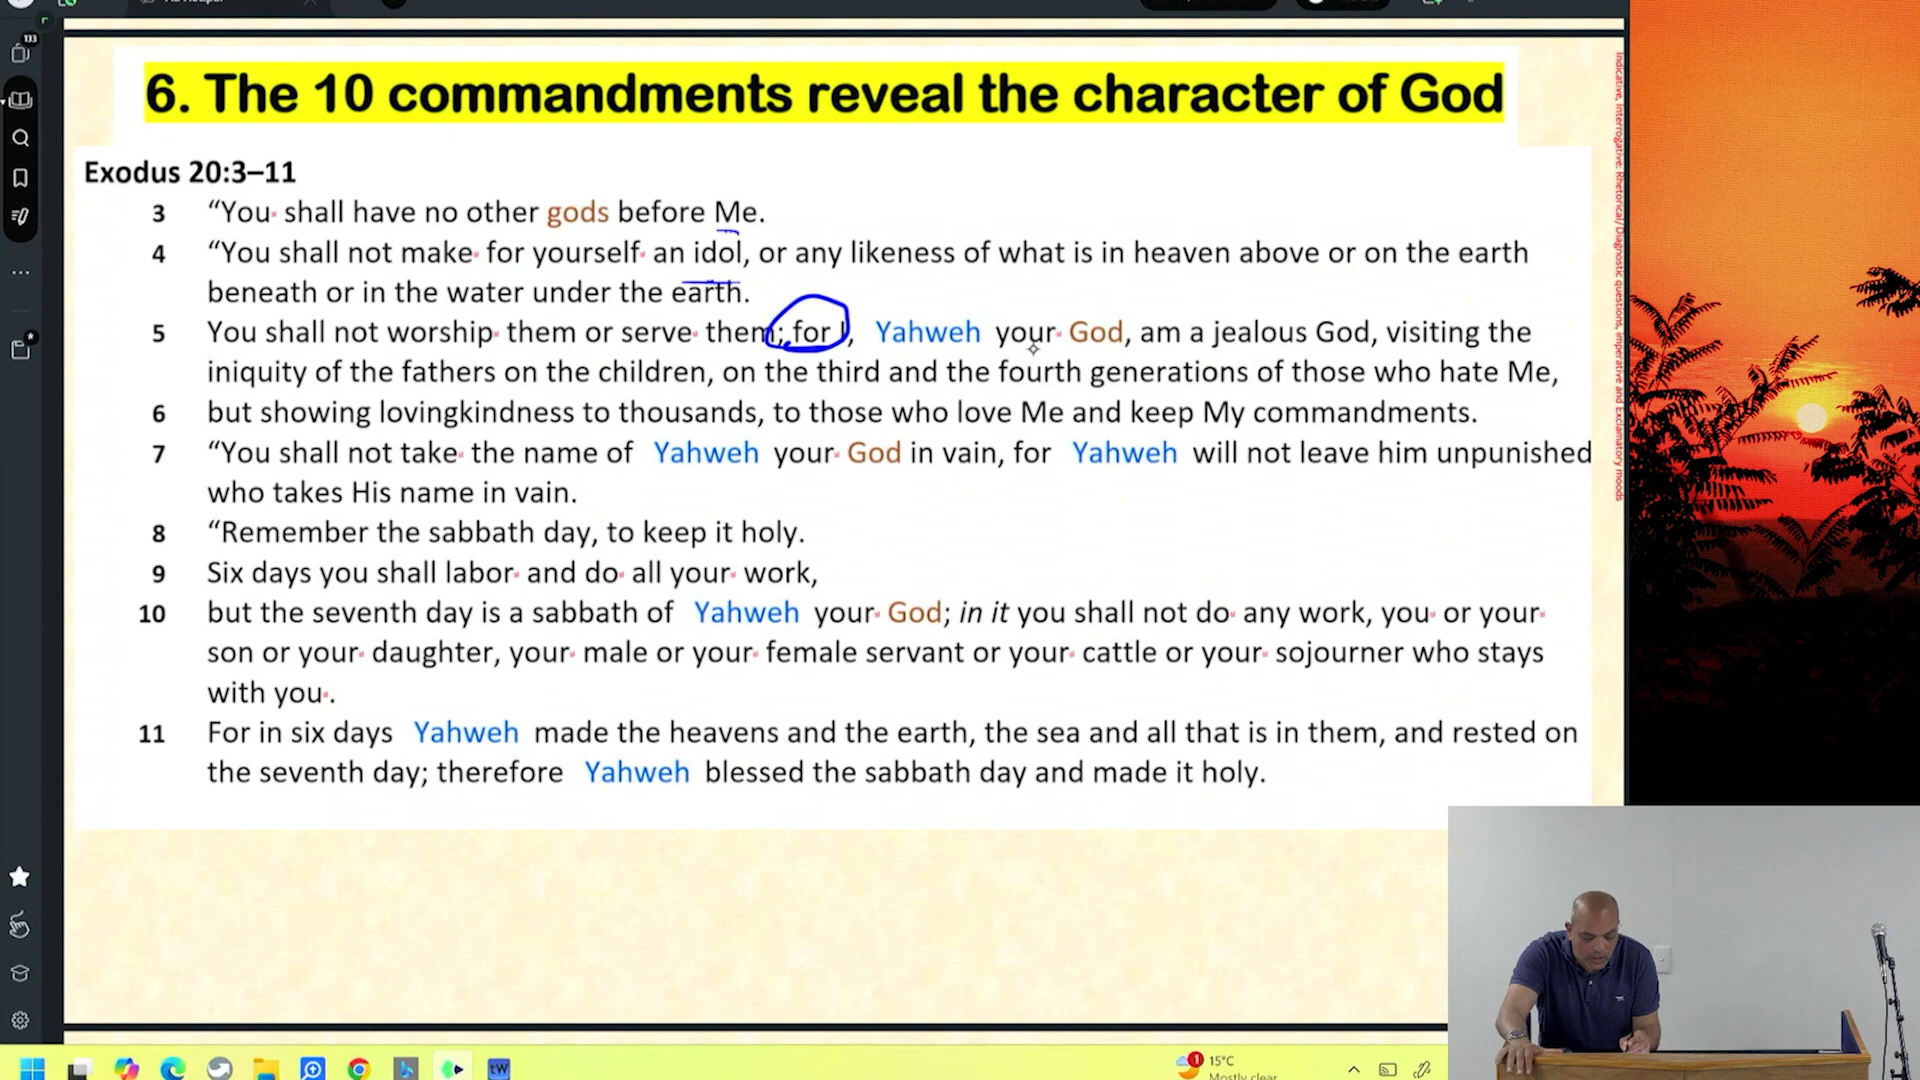 133
6. The 10 commandments reveal the character of God
Exodus 20:3–11
3 “You shall have no other gods before Me.
4 “You shall not make for yourself an idol, or any likeness of what is in heaven above or on the earth
beneath or in the water under the earth.
5 You shall not worship them or serve them; for I, Yahweh your God, am a jealous God, visiting the
iniquity of the fathers on the children, on the third and the fourth generations of those who hate Me,
6 but showing lovingkindness to thousands, to those who love Me and keep My commandments.
7 “You shall not take the name of Yahweh your God in vain, for Yahweh will not leave him unpunished
who takes His name in vain.
8 “Remember the sabbath day, to keep it holy.
9 Six days you shall labor and do all your work,
10 but the seventh day is a sabbath of Yahweh your God; in it you shall not do any work, you or your
son or your daughter, your male or your female servant or your cattle or your sojourner who stays
with you.
11 For in six days Yahweh made the heavens and the earth, the sea and all that is in them, and rested on
the seventh day; therefore Yahweh blessed the sabbath day and made it holy.
Indicative, Interrogative: Rhetorical/ Diagnostic questions, imperative and Exclamatory moods
tW
1
15°C
Mostly clear